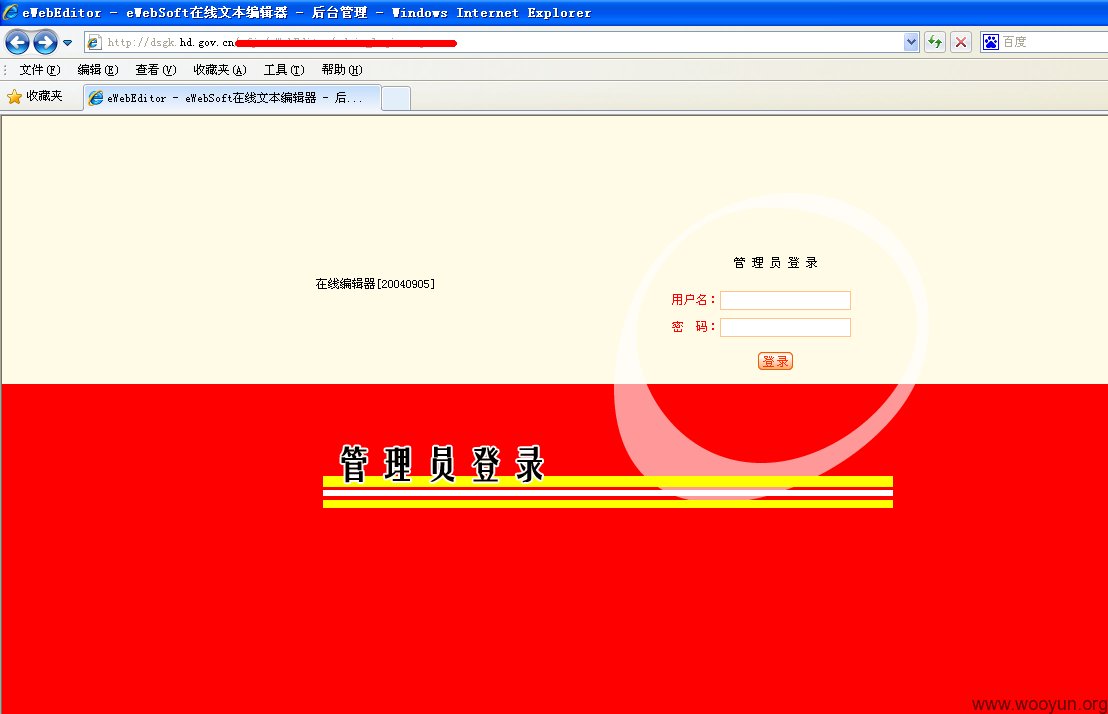 eWebEditor - eWebSoft在线文本编辑器 - 后台管理 - Windows Internet Explorer
http://dsgk.hd.gov.cn
百度
文件(F) 编辑(E) 查看(V) 收藏夹(A) 工具(T) 帮助(H)
收藏夹
eWebEditor - eWebSoft在线文本编辑器 - 后...
管 理 员 登 录
在线编辑器[20040905]
用户名：
密 码：
登录
管理员登录
www.wooyun.org